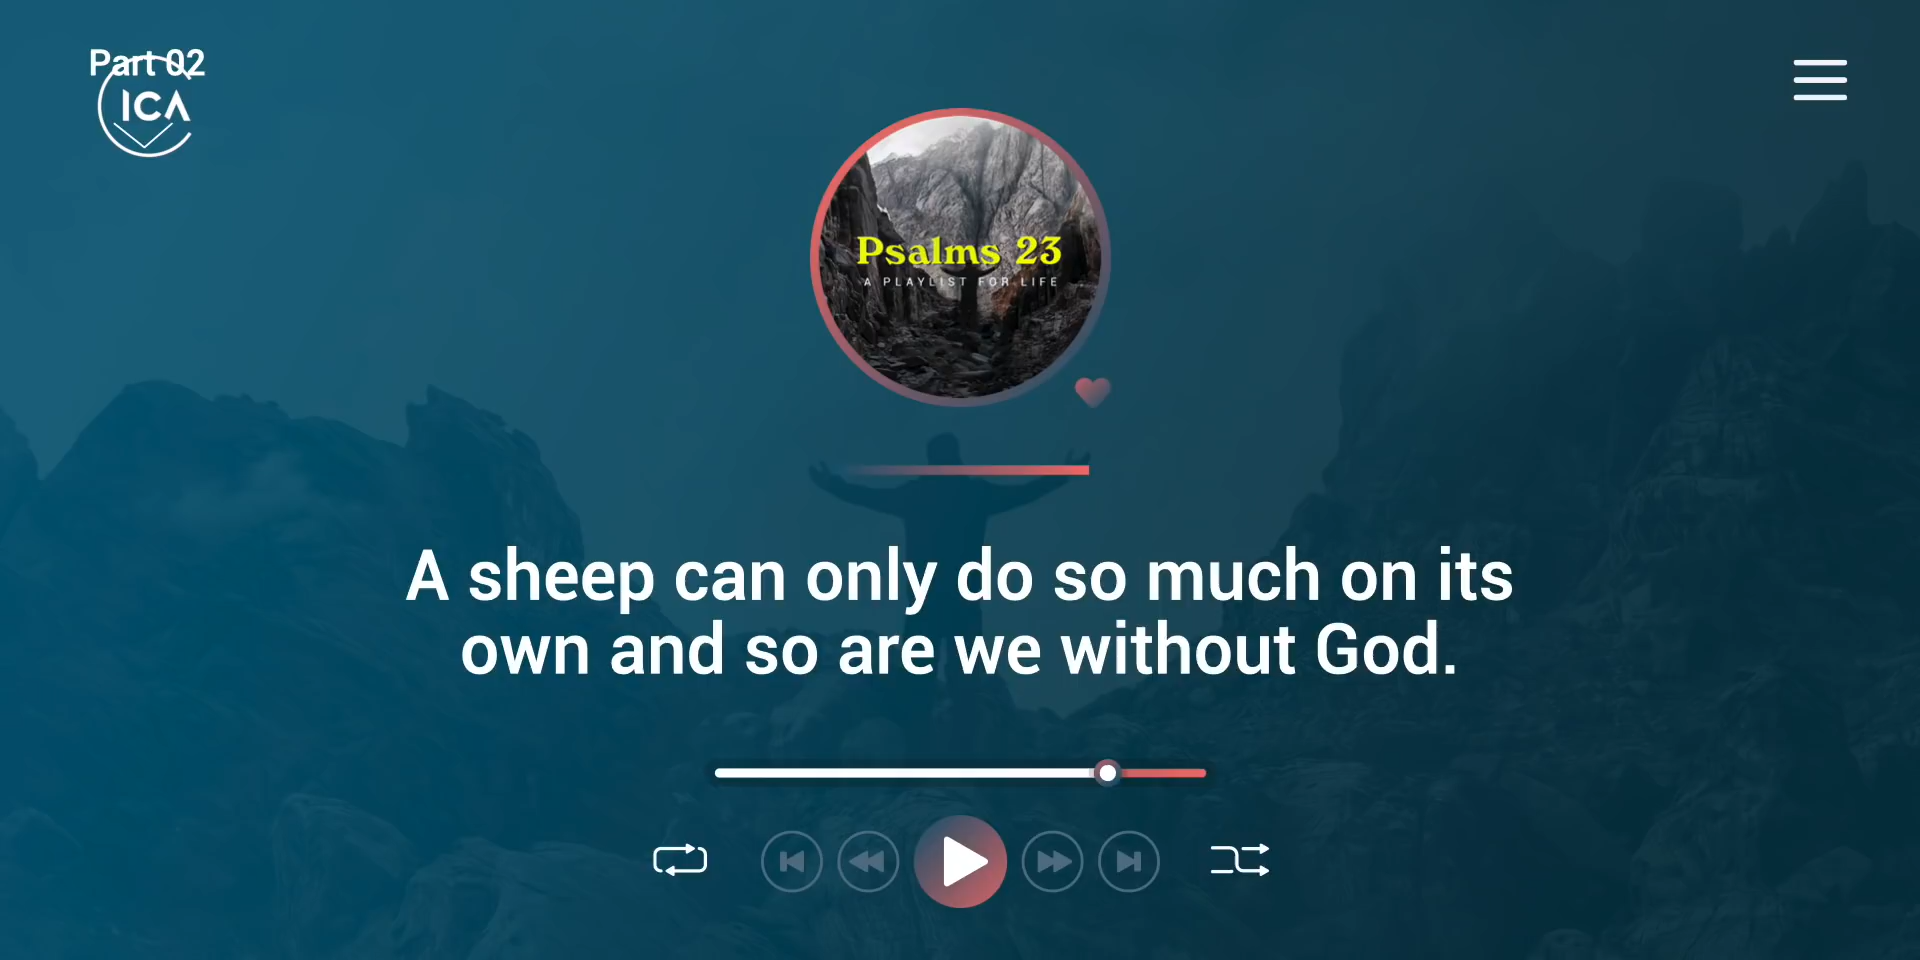 Part 02
ICA
Psalms 23
A PLAYLIST FOR LIFE
A sheep can only do so much on its
own and so are we without God.